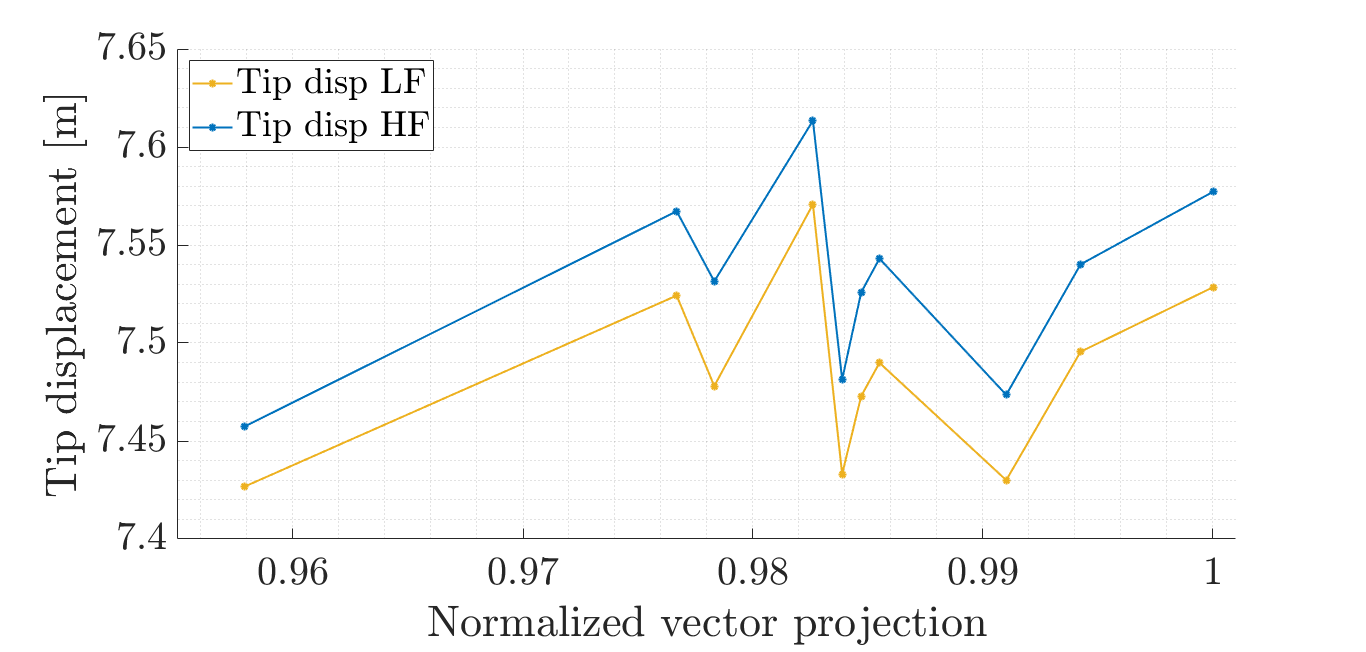 7.65
7.6
7.55
7.5
7.45
7.4
Tip displacement [m]
Tip disp LF
Tip disp HF
0.96 0.97 0.98 0.99 1
Normalized vector projection